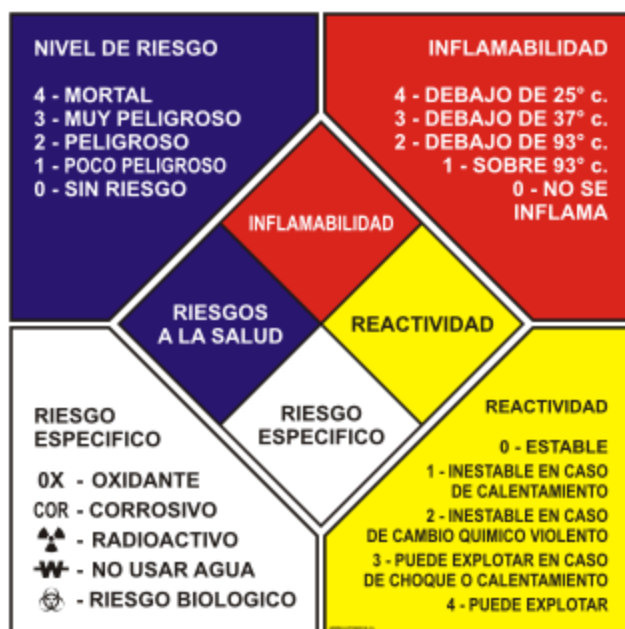 NIVEL DE RIESGO
4 - MORTAL
3 - MUY PELIGROSO
2 - PELIGROSO
1 - POCO PELIGROSO
0 - SIN RIESGO
INFLAMABILIDAD
4 - DEBAJO DE 25° c.
3 - DEBAJO DE 37° c.
2 - DEBAJO DE 93° c.
1 - SOBRE 93° c.
0 - NO SE
INFLAMA
INFLAMABILIDAD
RIESGOS
A LA SALUD
REACTIVIDAD
RIESGO
ESPECIFICO
RIESGO
ESPECIFICO
0X - OXIDANTE
COR - CORROSIVO
- RADIOACTIVO
W - NO USAR AGUA
- RIESGO BIOLOGICO
REACTIVIDAD
0 - ESTABLE
1 - INESTABLE EN CASO
DE CALENTAMIENTO
2 - INESTABLE EN CASO
DE CAMBIO QUIMICO VIOLENTO
3 - PUEDE EXPLOTAR EN CASO
DE CHOQUE O CALENTAMIENTO
4 - PUEDE EXPLOTAR